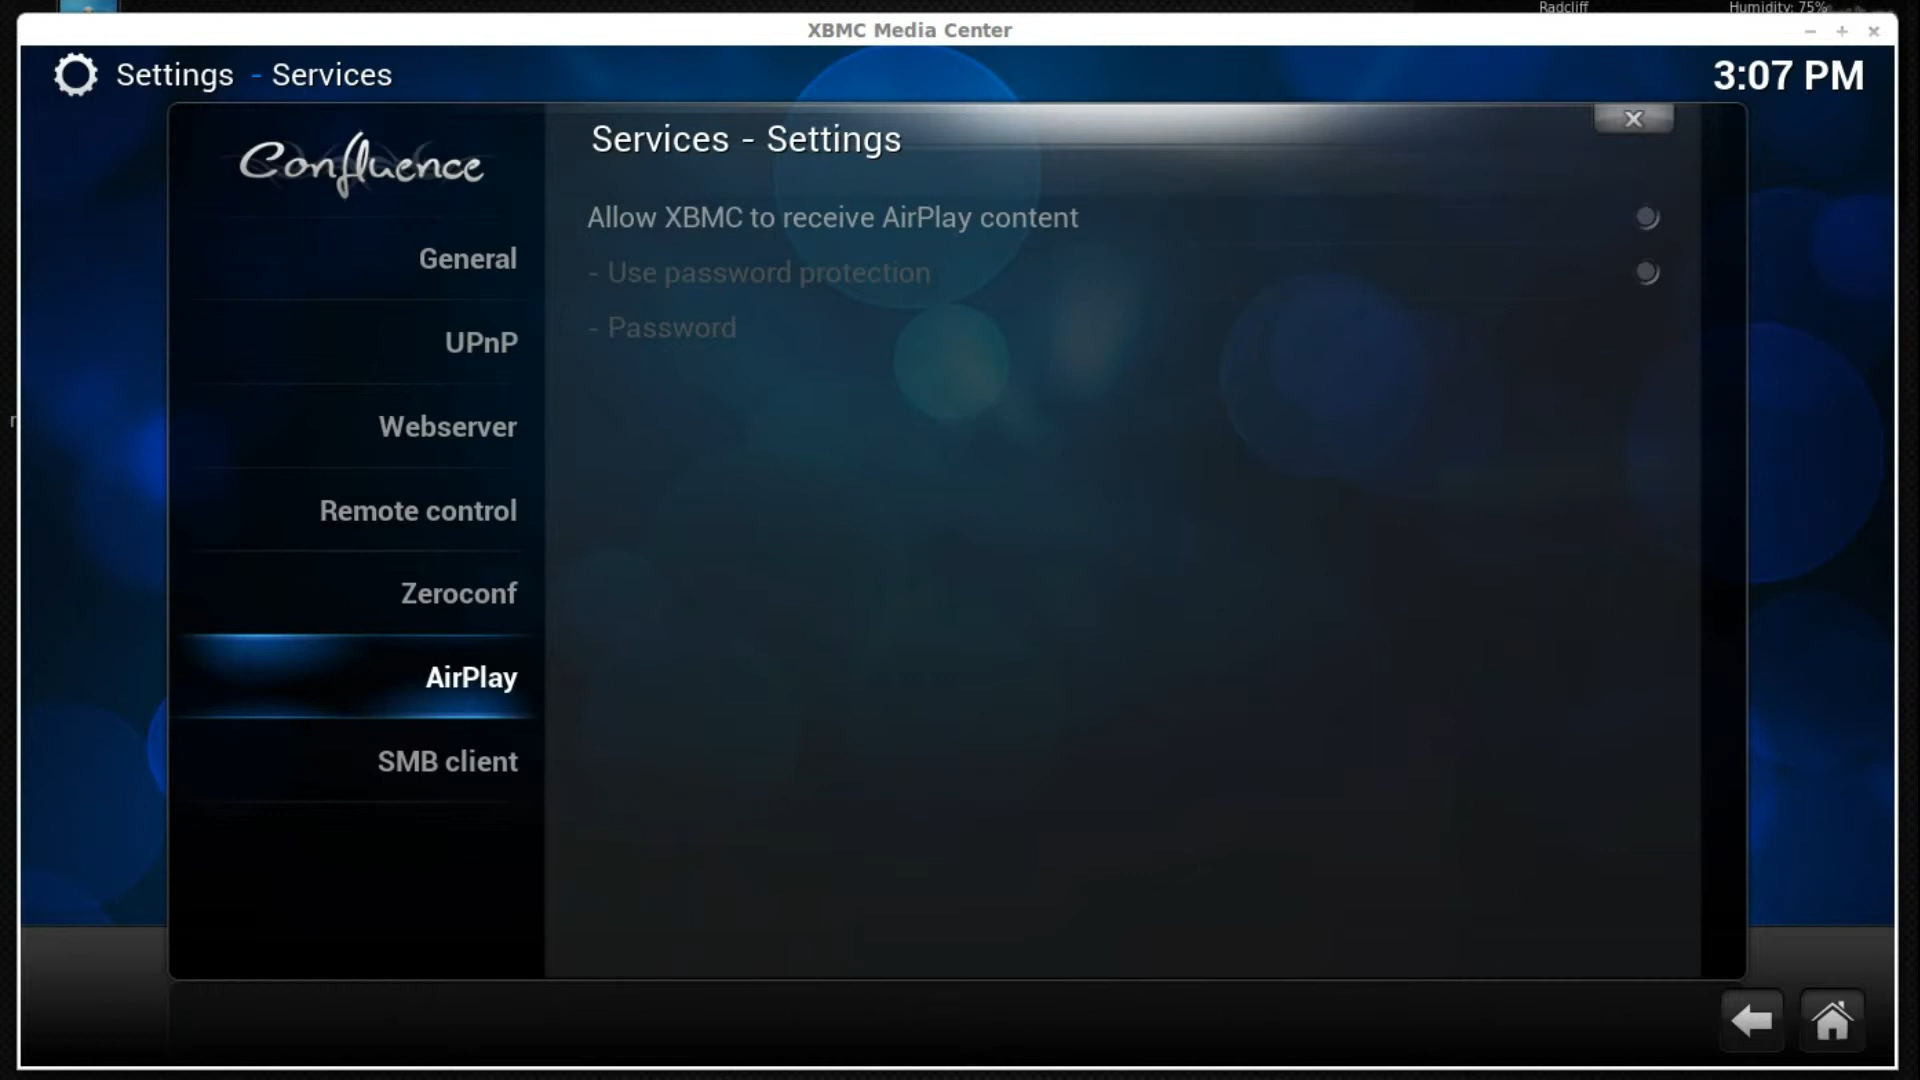 Radcliff Humidity: 75%
XBMC Media Center
Settings - Services
3:07 PM
Confluence
Services - Settings
General
UPnP
Webserver
Remote control
Zeroconf
AirPlay
SMB client
Allow XBMC to receive AirPlay content
- Use password protection
- Password